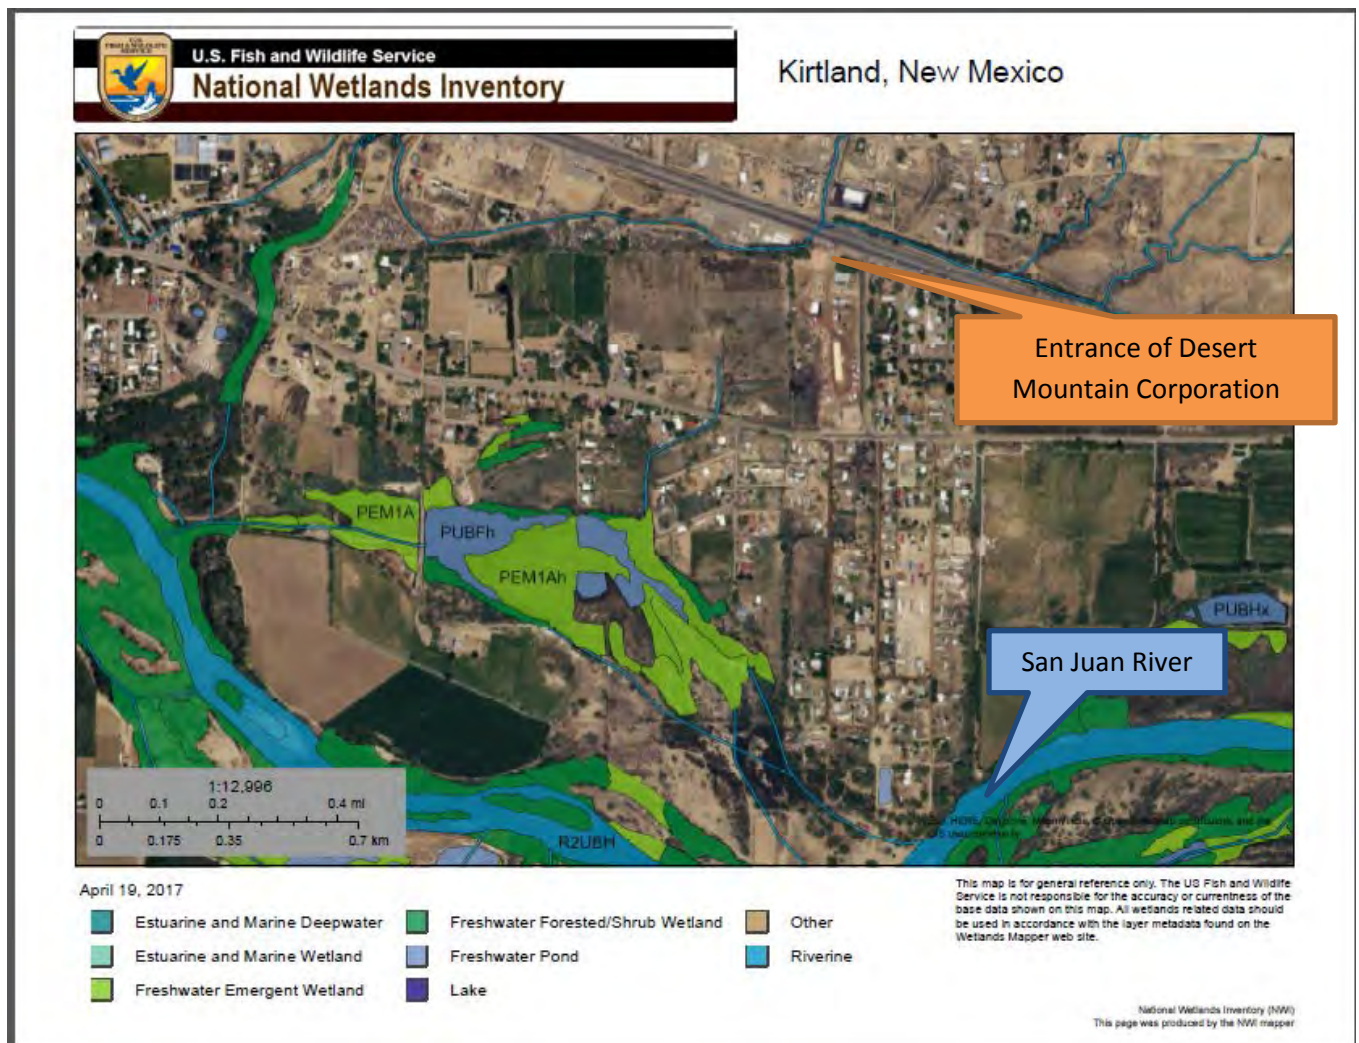 U.S. FISH & WILDLIFE SERVICE
U.S. Fish and Wildlife Service
National Wetlands Inventory
Kirtland, New Mexico
Entrance of Desert
Mountain Corporation
PEM1A
PUBFh
PEM1Ah
PUBHx
San Juan River
R2UBH
1:12,996
0 0.1 0.2 0.4 mi
0 0.175 0.35 0.7 km
April 19, 2017
Estuarine and Marine Deepwater
Estuarine and Marine Wetland
Freshwater Emergent Wetland
Freshwater Forested/Shrub Wetland
Freshwater Pond
Lake
Other
Riverine
This map is for general reference only. The US Fish and Wildlife
Service is not responsible for the accuracy or currentness of the
base data shown on this map. All wetlands related data should
be used in accordance with the layer metadata found on the
Wetlands Mapper web site.
National Wetlands Inventory (NWI)
This page was produced by the NWI mapper